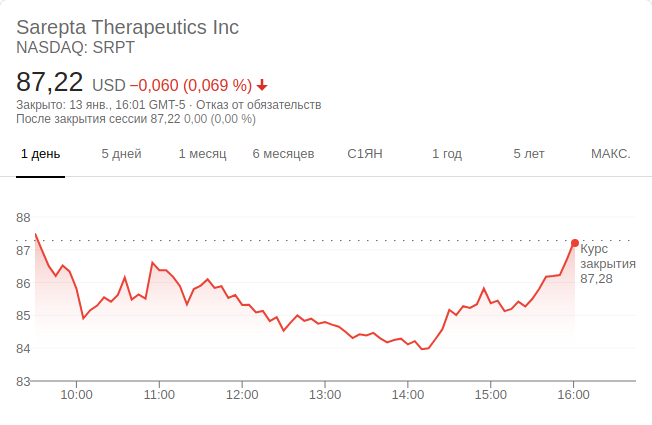 Sarepta Therapeutics Inc
NASDAQ: SRPT
87,22 USD −0,060 (0,069 %)
Закрыто: 13 янв., 16:01 GMT-5 · Отказ от обязательств
После закрытия сессии 87,22 0,00 (0,00 %)
1 день 5 дней 1 месяц 6 месяцев С1ЯН 1 год 5 лет МАКС.
88
87
86
85
84
83
Курс
закрытия
87,28
10:00 11:00 12:00 13:00 14:00 15:00 16:00